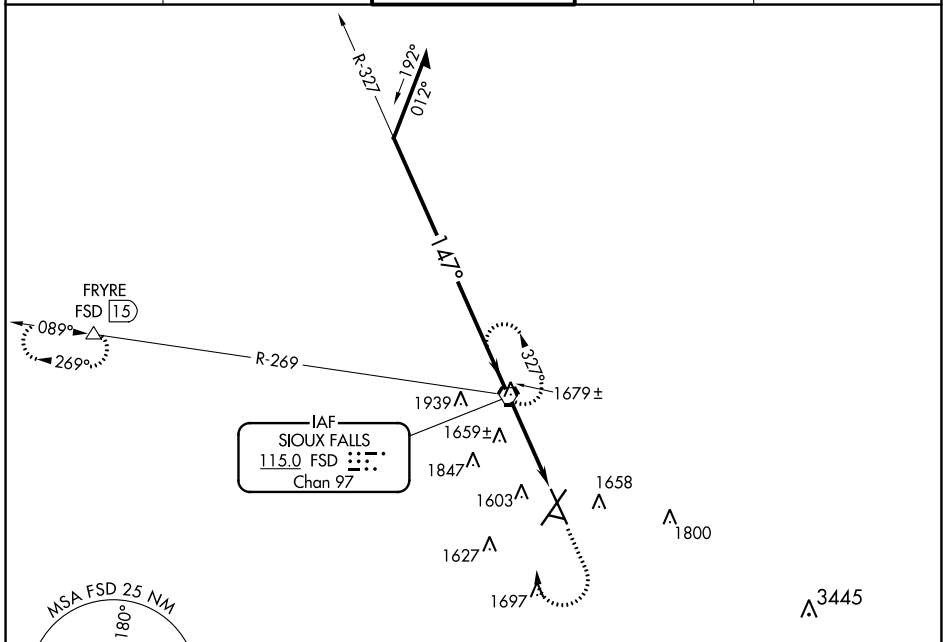 R-327
192°
012°
147°
FRYRE
FSD 15
089°
269°
R-269
327°
1679±
1939
IAF
SIOUX FALLS
115.0 FSD
Chan 97
1659±
1847
1603
1658
1800
1627
1697
3445
MSA FSD 25 NM
180°